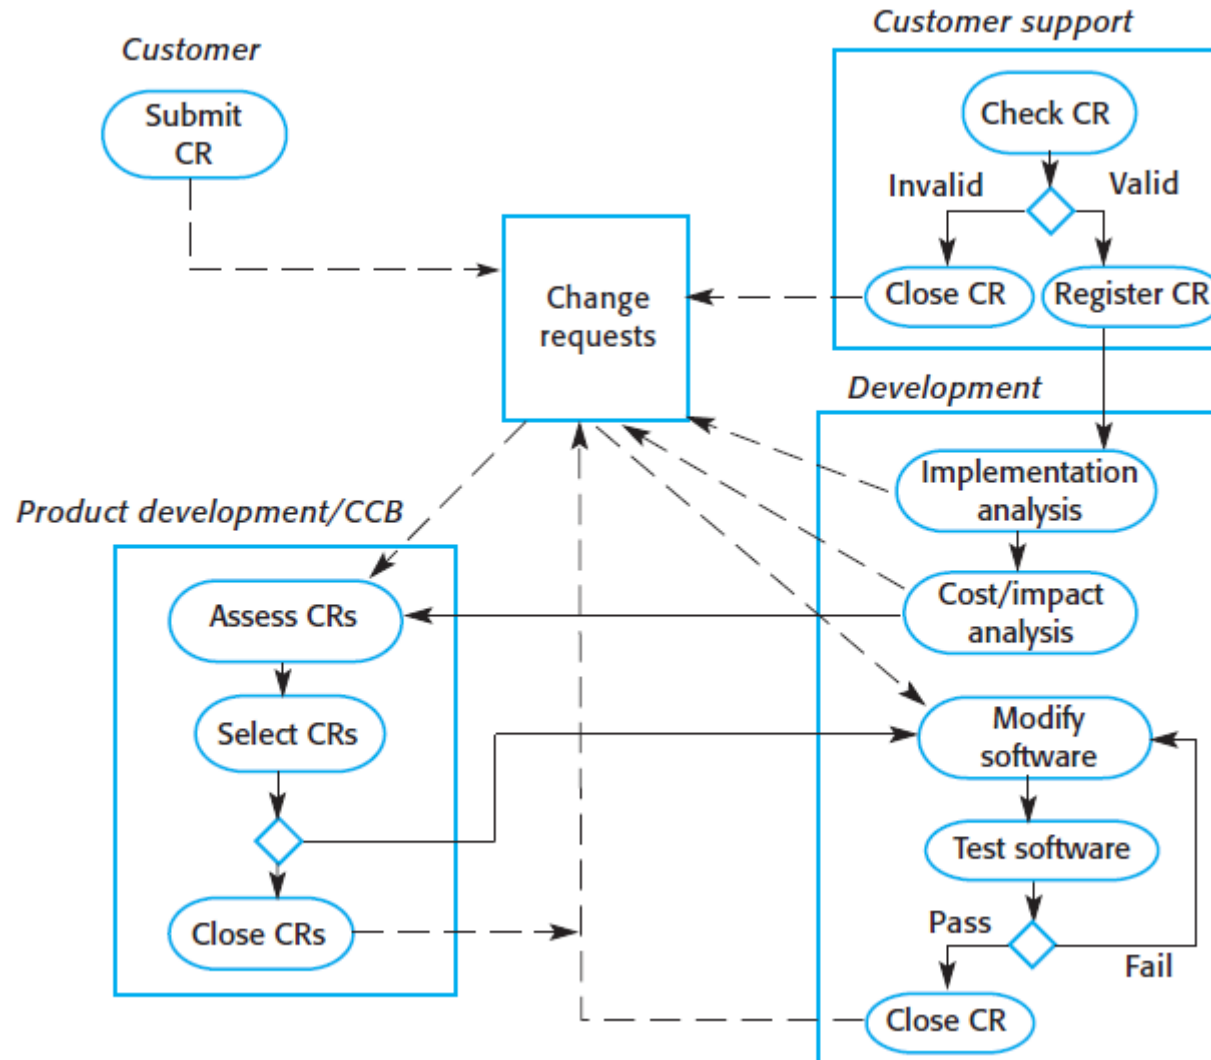 Customer
Submit
CR
Customer support
Check CR
Invalid
Valid
Close CR
Register CR
Change
requests
Development
Implementation
analysis
Cost/impact
analysis
Modify
software
Test software
Pass
Fail
Close CR
Product development/CCB
Assess CRs
Select CRs
Close CRs